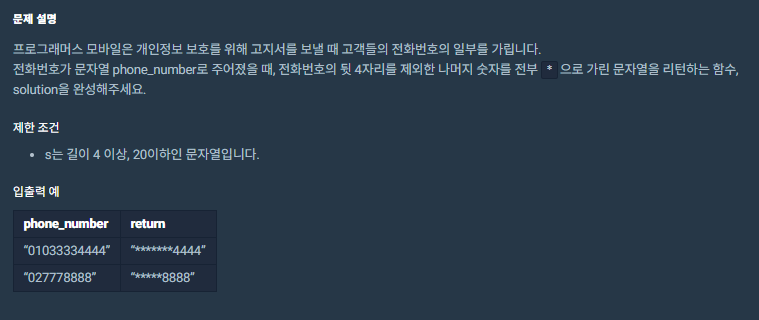 문제 설명
프로그래머스 모바일은 개인정보 보호를 위해 고지서를 보낼 때 고객들의 전화번호의 일부를 가립니다.
전화번호가 문자열 phone_number로 주어졌을 때, 전화번호의 뒷 4자리를 제외한 나머지 숫자를 전부 * 으로 가린 문자열을 리턴하는 함수,
solution을 완성해주세요.
제한 조건
• s는 길이 4 이상, 20이하인 문자열입니다.
입출력 예
phone_number return
“01033334444” “*******4444”
“027778888” “*****8888”